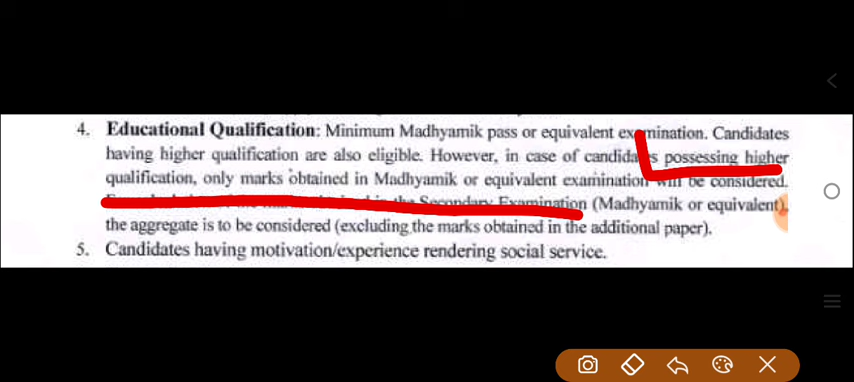 4. Educational Qualification: Minimum Madhyamik pass or equivalent examination. Candidates
having higher qualification are also eligible. However, in case of candidates possessing higher
qualification, only marks obtained in Madhyamik or equivalent examination will be considered.
the Secondary Examination (Madhyamik or equivalent),
the aggregate is to be considered (excluding the marks obtained in the additional paper).
5. Candidates having motivation/experience rendering social service.